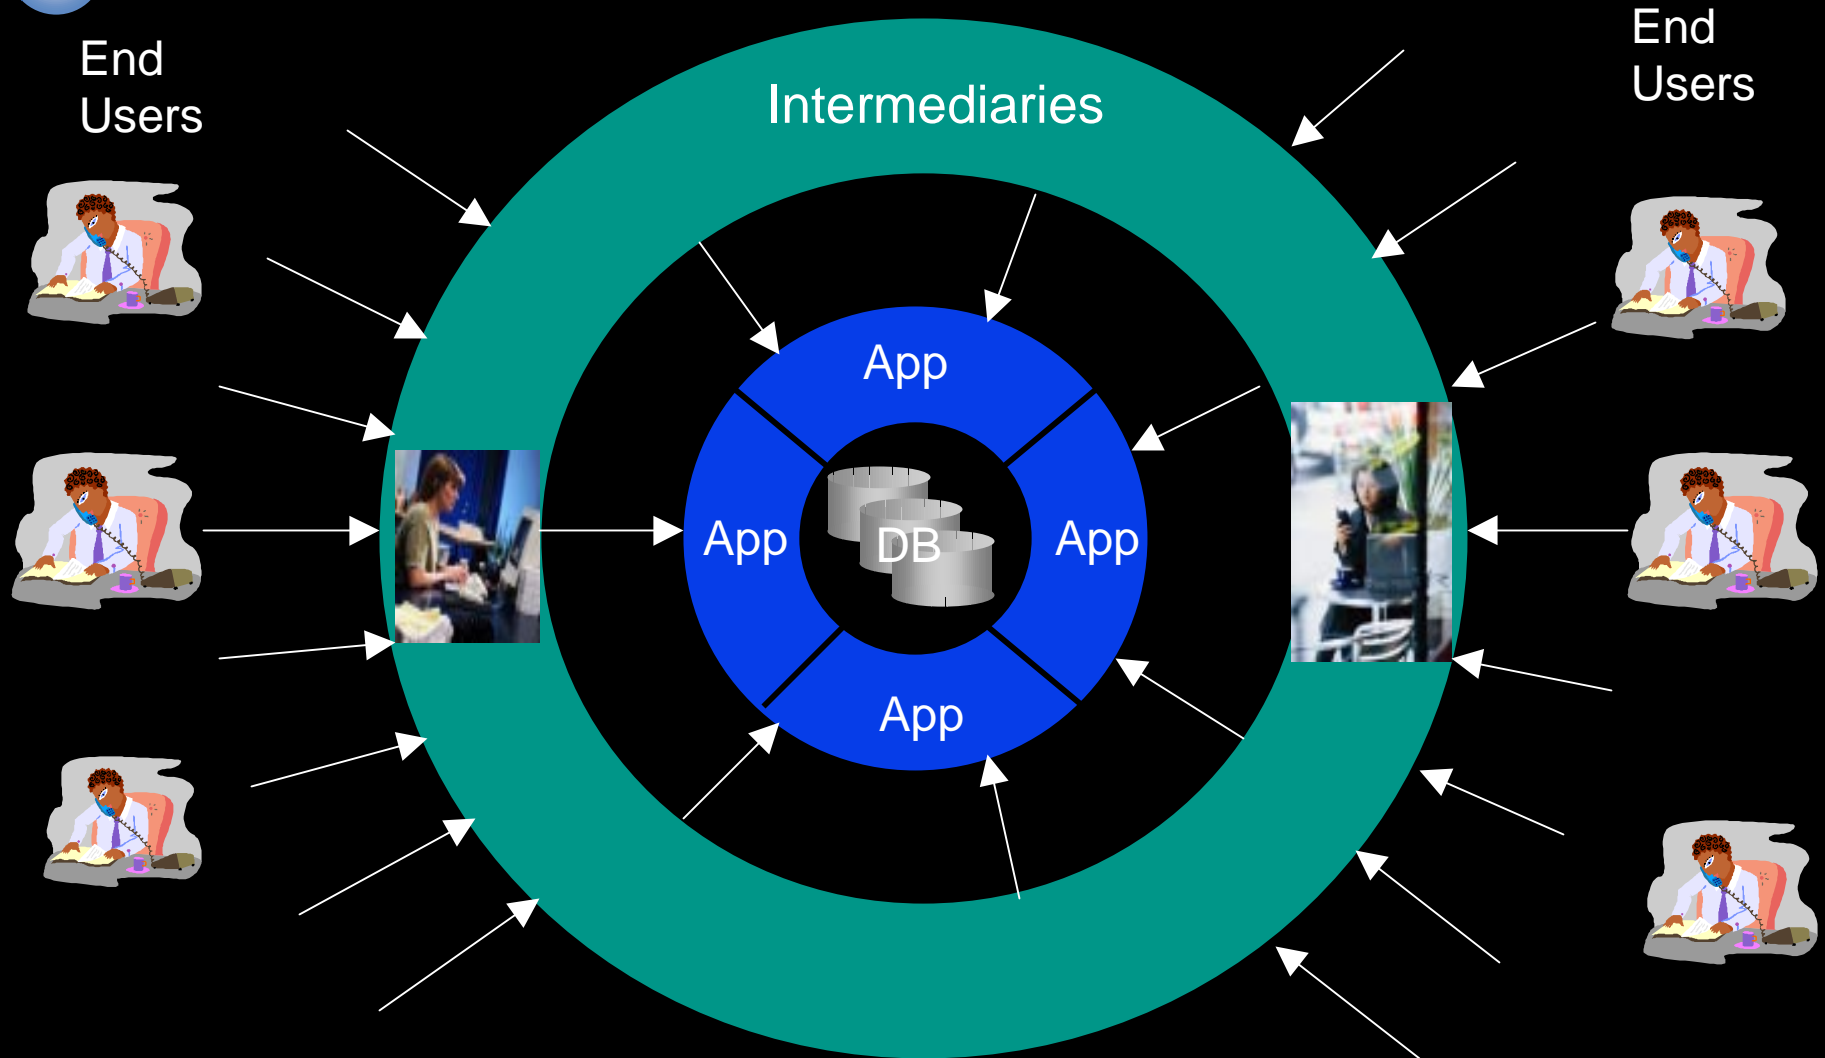 End
Users
End
Users
Intermediaries
App
App
DB
App
App